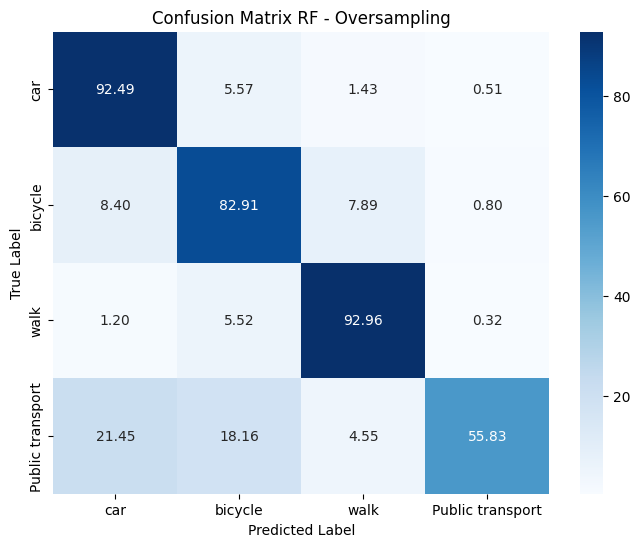 Confusion Matrix RF - Oversampling
True Label
car
92.49 5.57 1.43 0.51
bicycle
8.40 82.91 7.89 0.80
walk
1.20 5.52 92.96 0.32
Public transport
21.45 18.16 4.55 55.83
car bicycle walk Public transport
Predicted Label
80
60
40
20